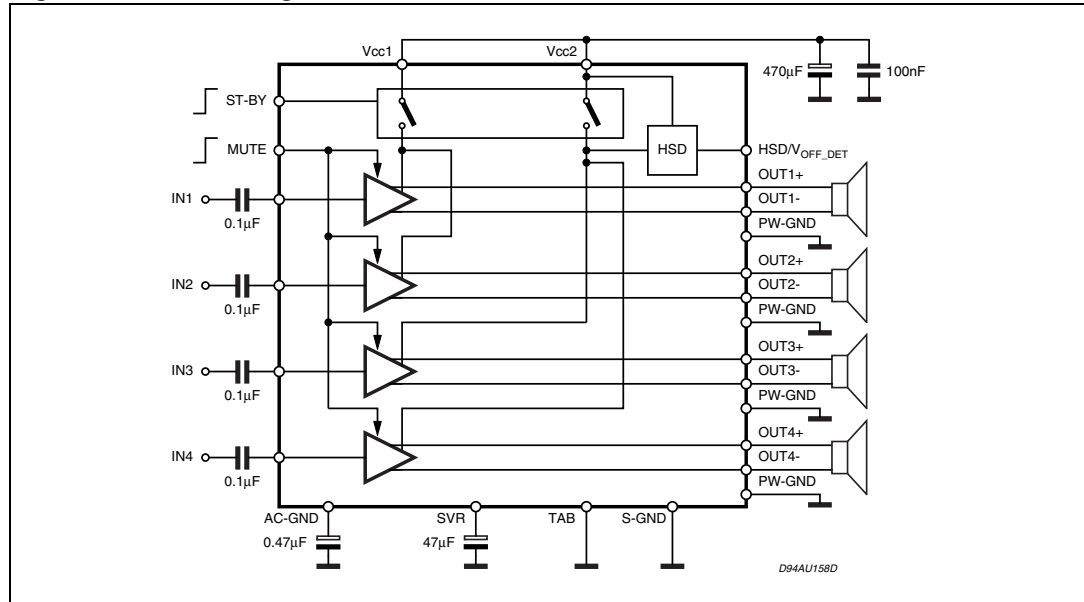 Vcc1
Vcc2
470μF
100nF
ST-BY
MUTE
HSD
HSD/VOFF_DET
OUT1+
IN1
OUT1-
0.1μF
PW-GND
OUT2+
IN2
OUT2-
0.1μF
PW-GND
OUT3+
IN3
OUT3-
0.1μF
PW-GND
OUT4+
IN4
OUT4-
0.1μF
PW-GND
AC-GND
SVR
TAB
S-GND
0.47μF
47μF
D94AU158D